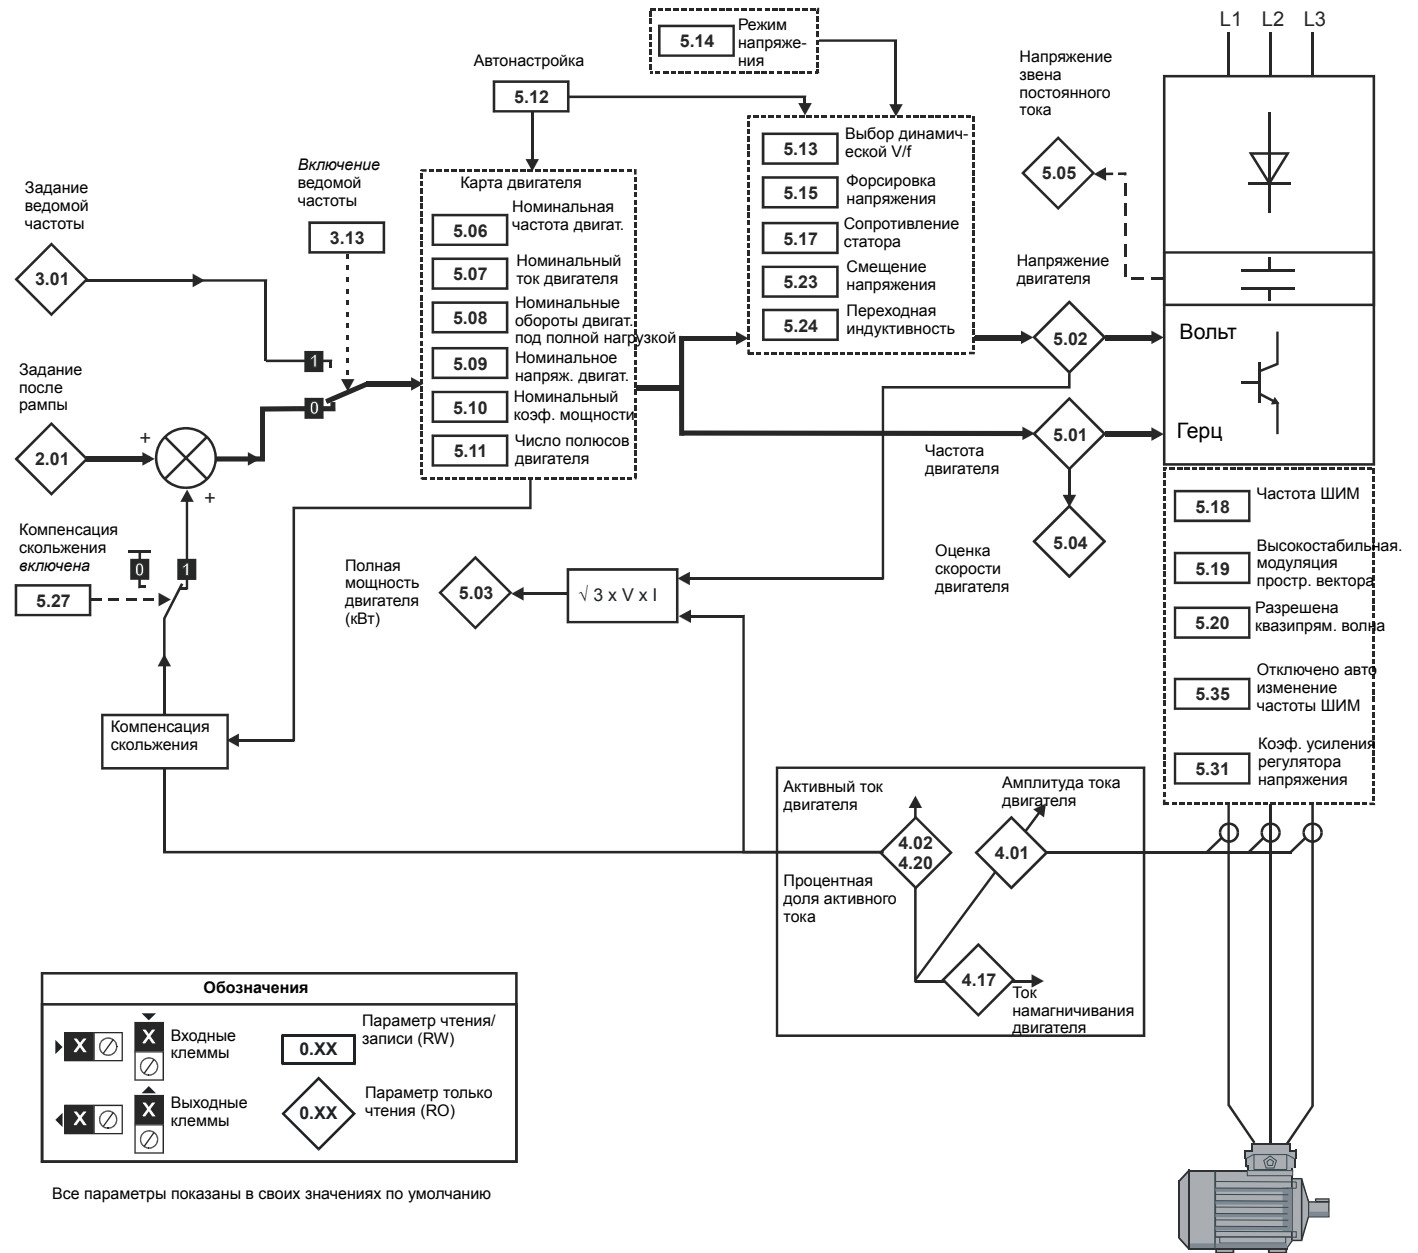 L1 L2 L3
5.14
Режим
напряже-
ния
Автонастройка
5.12
Напряжение
звена
постоянного
тока
5.05
5.13
Выбор динамич-
еской V/f
5.15
Форсировка
напряжения
5.17
Сопротивление
статора
5.23
Смещение
напряжения
5.24
Переходная
индуктивность
Включение
ведомой
частоты
3.13
Задание
ведомой
частоты
3.01
Карта двигателя
5.06
Номинальная
частота двигат.
5.07
Номинальный
ток двигателя
5.08
Номинальные
обороты двигат.
под полной нагрузкой
5.09
Номинальное
напряж. двигат.
5.10
Номинальный
коэф. мощности
5.11
Число полюсов
двигателя
1
0
Задание
после
рампы
2.01
+
+
Напряжение
двигателя
5.02
Вольт
5.01
Герц
Частота
двигателя
5.04
Оценка
скорости
двигателя
Компенсация
скольжения
включена
0
1
5.27
Полная
мощность
двигателя
(кВт)
5.03
√ 3 x V x I
5.18
Частота ШИМ
5.19
Высокостабильная.
модуляция
простр. вектора
5.20
Разрешена
квазипрям. волна
5.35
Отключено авто
изменение
частоты ШИМ
5.31
Коэф. усиления
регулятора
напряжения
Компенсация
скольжения
Активный ток
двигателя
Амплитуда тока
двигателя
4.02
4.20
4.01
Процентная
доля активного
тока
4.17
Ток
намагничивания
двигателя
Обозначения
X
X
Входные
клеммы
0.XX
Параметр чтения/
записи (RW)
X
X
Выходные
клеммы
0.XX
Параметр только
чтения (RO)
Все параметры показаны в своих значениях по умолчанию